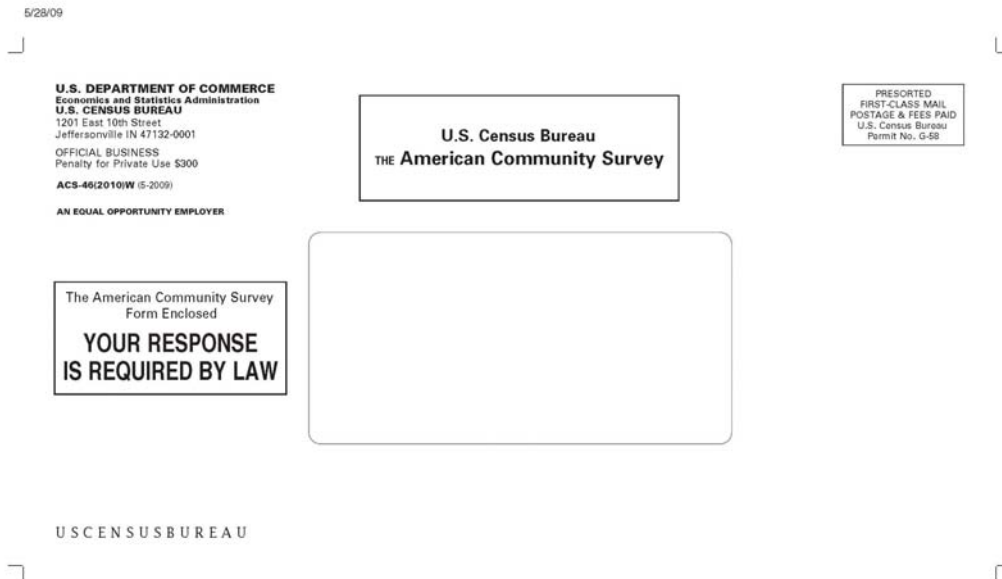 5/28/09
U.S. DEPARTMENT OF COMMERCE
Economics and Statistics Administration
U.S. CENSUS BUREAU
1201 East 10th Street
Jeffersonville IN 47132-0001
OFFICIAL BUSINESS
Penalty for Private Use $300
ACS-46(2010)W (5-2009)
AN EQUAL OPPORTUNITY EMPLOYER
U.S. Census Bureau
THE American Community Survey
PRESORTED
FIRST-CLASS MAIL
POSTAGE & FEES PAID
U.S. Census Bureau
Permit No. G-58
The American Community Survey
Form Enclosed
YOUR RESPONSE
IS REQUIRED BY LAW
USCENSUSBUREAU